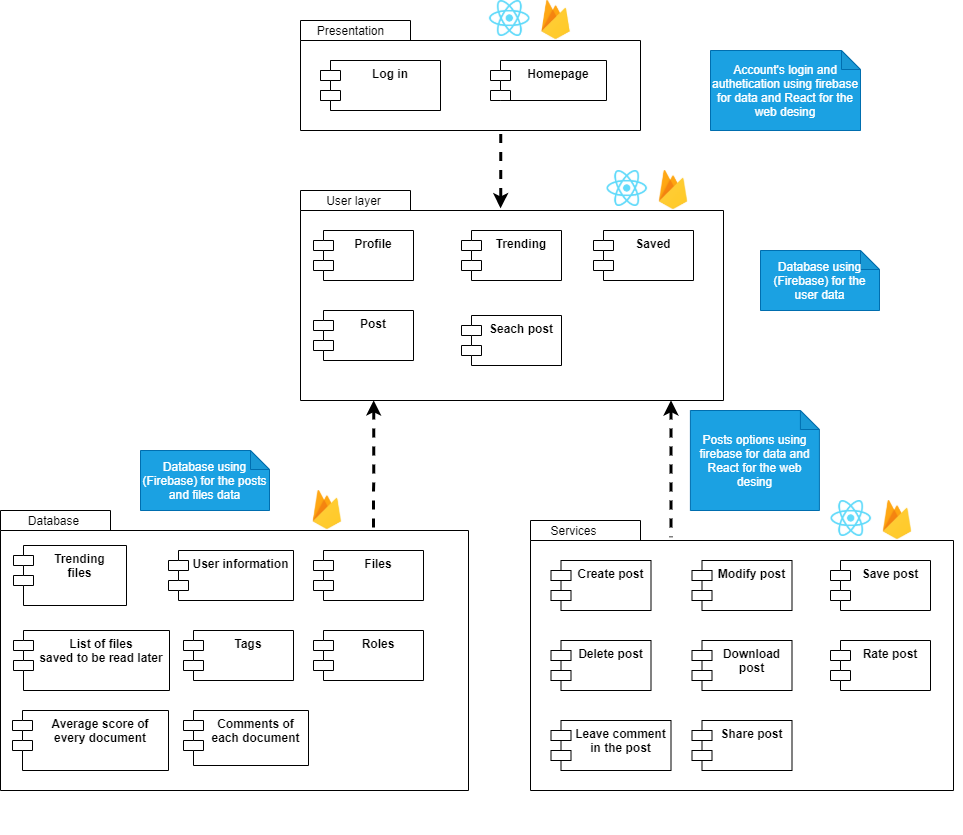 Presentation
Log in
Homepage
Account's login and
authetication using firebase
for data and React for the
web desing
User layer
Profile
Trending
Saved
Post
Seach post
Database using
(Firebase) for the
user data
Database using
(Firebase) for the posts
and files data
Posts options using
firebase for data and
React for the web
desing
Database
Trending
files
User information
Files
List of files
saved to be read later
Tags
Roles
Average score of
every document
Comments of
each document
Services
Create post
Modify post
Save post
Delete post
Download
post
Rate post
Leave comment
in the post
Share post